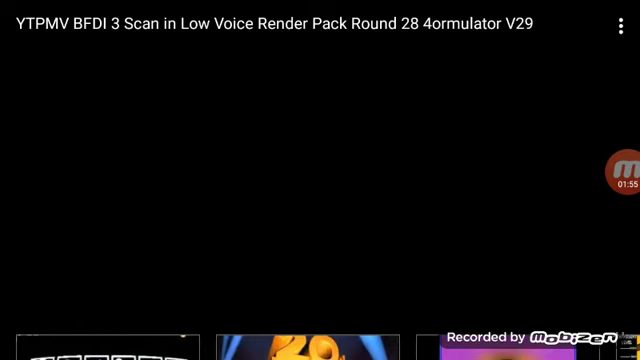 YTPMV BFDI 3 Scan in Low Voice Render Pack Round 28 4ormulator V29
01:55
Recorded by mobizen